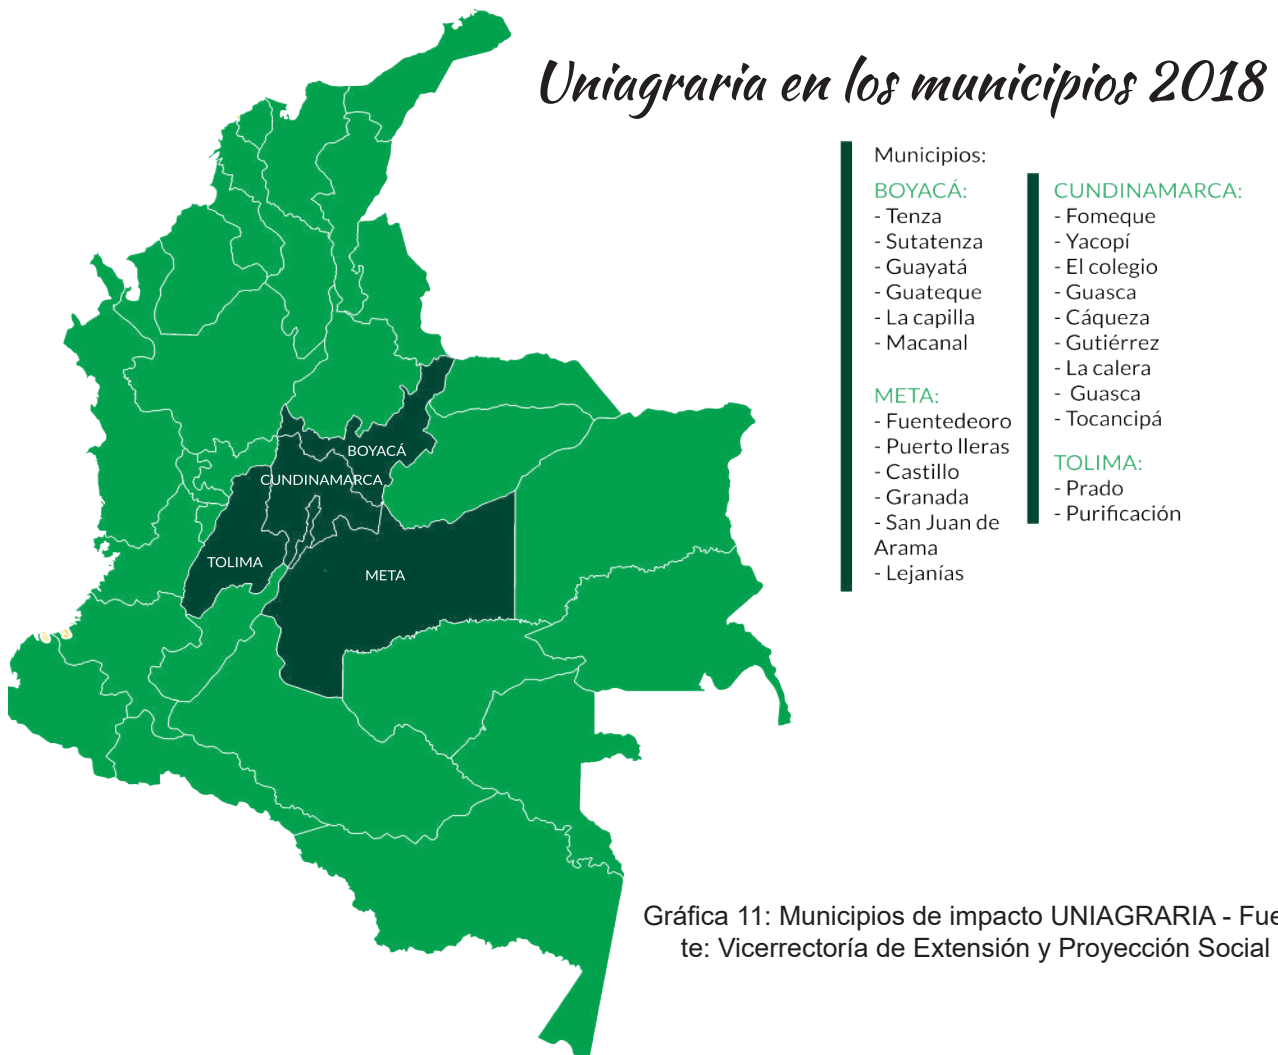 Uniagraria en los municipios 2018
Municipios:
BOYACÁ:
- Tenza
- Sutatenza
- Guayatá
- Guateque
- La capilla
- Macanal
META:
- Fuentedeoro
- Puerto lleras
- Castillo
- Granada
- San Juan de
Arama
- Lejanías
CUNDINAMARCA:
- Fomeque
- Yacopí
- El colegio
- Guasca
- Cáqueza
- Gutiérrez
- La calera
- Guasca
- Tocancipá
TOLIMA:
- Prado
- Purificación
BOYACÁ
CUNDINAMARCA
TOLIMA
META
Gráfica 11: Municipios de impacto UNIAGRARIA - Fue
te: Vicerrectoría de Extensión y Proyección Social